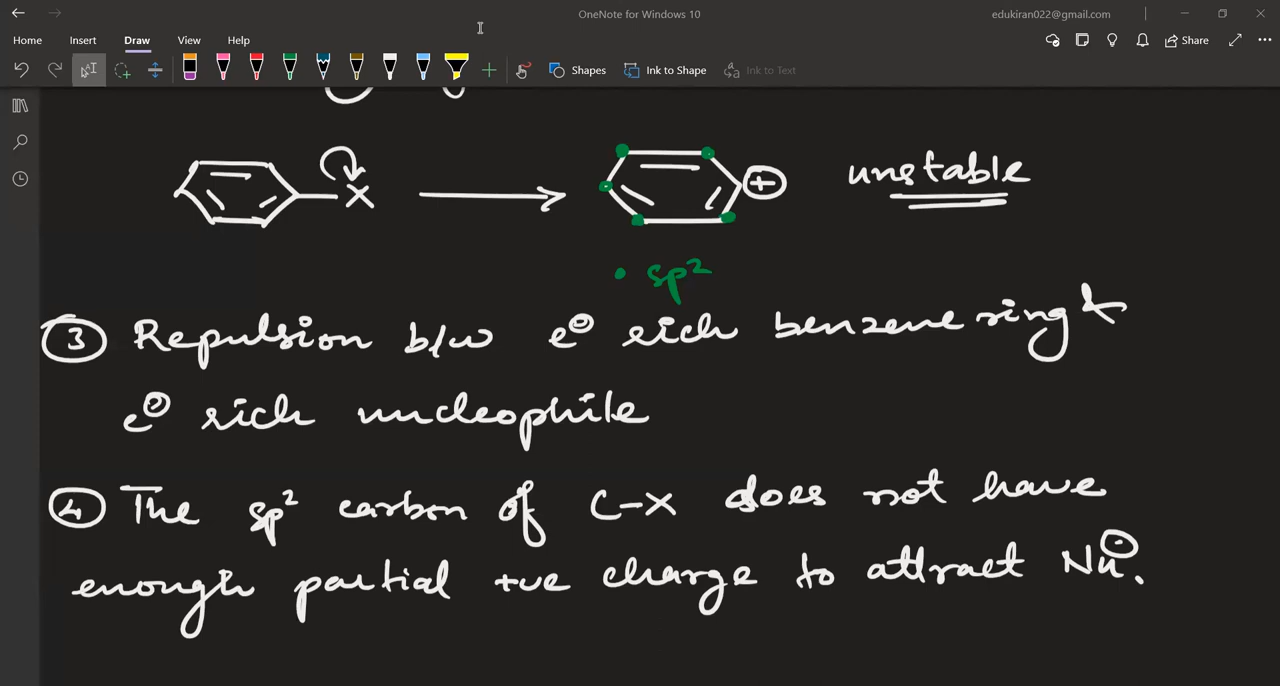 OneNote for Windows 10
edukiran022@gmail.com
Home Insert Draw View Help
Share
Shapes Ink to Shape Ink to Text
X
+ unstable
• sp²
③ Repulsion b/w e⊖ rich benzene ring &
e⊖ rich nucleophile
④ The sp² carbon of C-X does not have
enough partial +ve charge to attract Nu⊖.